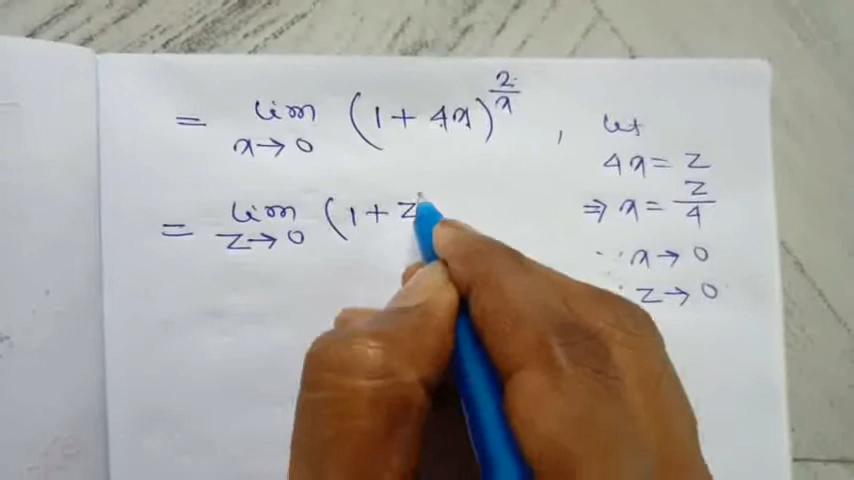 = lim (1 + 4x)^(2/x) , let
x→0
4x = z
⇒ x = z/4
= lim (1 + z
z→0
∵ x → 0
∴ z → 0